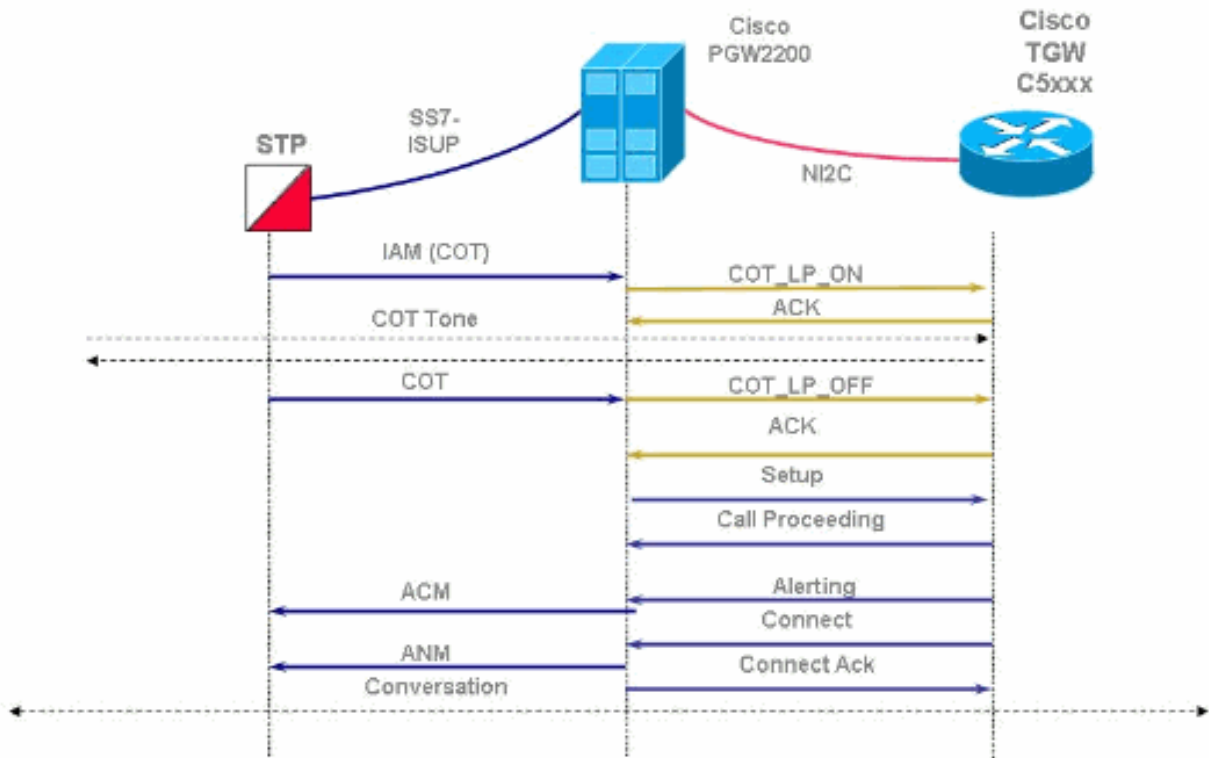 Cisco
PGW2200
Cisco
TGW
C5xxx
SS7-
ISUP
STP
NI2C
IAM (COT)
COT_LP_ON
ACK
COT Tone
COT
COT_LP_OFF
ACK
Setup
Call Proceeding
Alerting
ACM
Connect
ANM
Connect Ack
Conversation